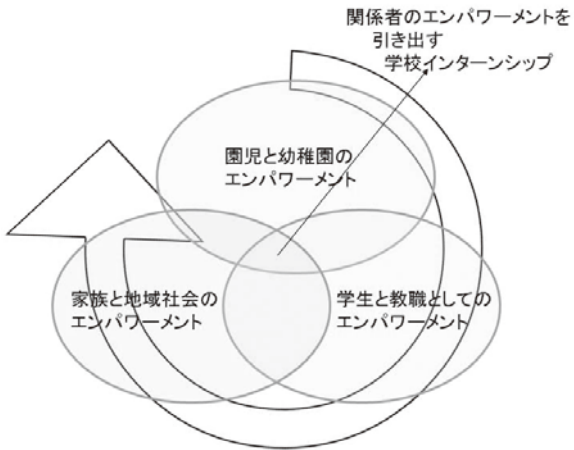 関係者のエンパワーメントを
引き出す
学校インターンシップ
園児と幼稚園の
エンパワーメント
家族と地域社会の
エンパワーメント
学生と教職としての
エンパワーメント